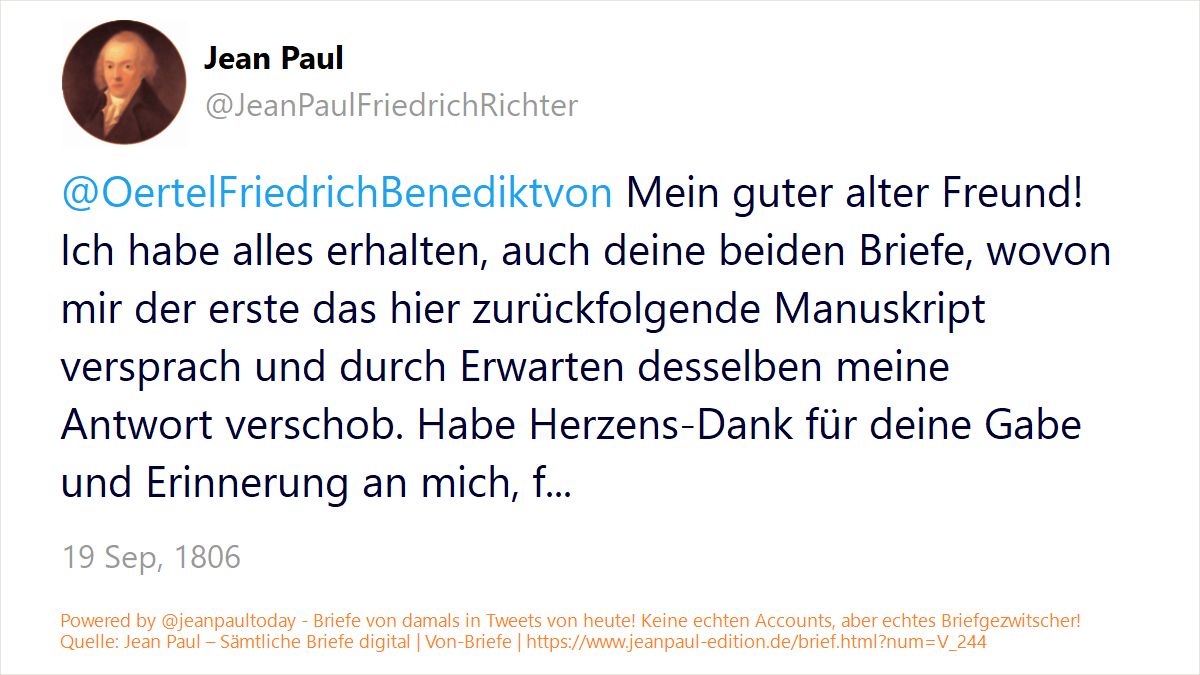 Jean Paul
@JeanPaulFriedrichRichter
@OertelFriedrichBenediktvon Mein guter alter Freund!
Ich habe alles erhalten, auch deine beiden Briefe, wovon
mir der erste das hier zurückfolgende Manuskript
versprach und durch Erwarten desselben meine
Antwort verschob. Habe Herzens-Dank für deine Gabe
und Erinnerung an mich, f...
19 Sep, 1806
Powered by @jeanpaultoday - Briefe von damals in Tweets von heute! Keine echten Accounts, aber echtes Briefgezwitscher!
Quelle: Jean Paul – Sämtliche Briefe digital | Von-Briefe | https://www.jeanpaul-edition.de/brief.html?num=V_244